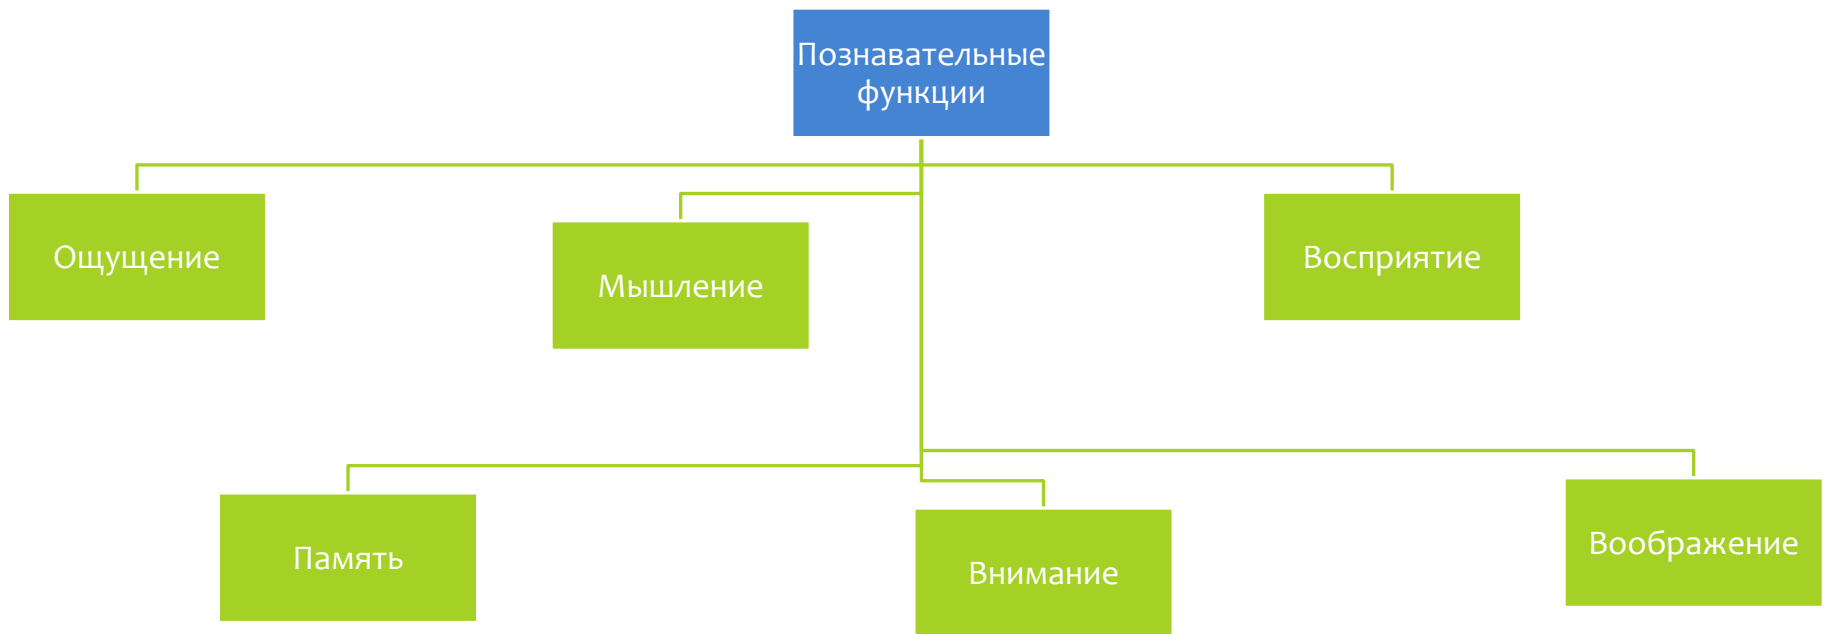 Познавательные
функции
Ощущение
Мышление
Восприятие
Память
Внимание
Воображение